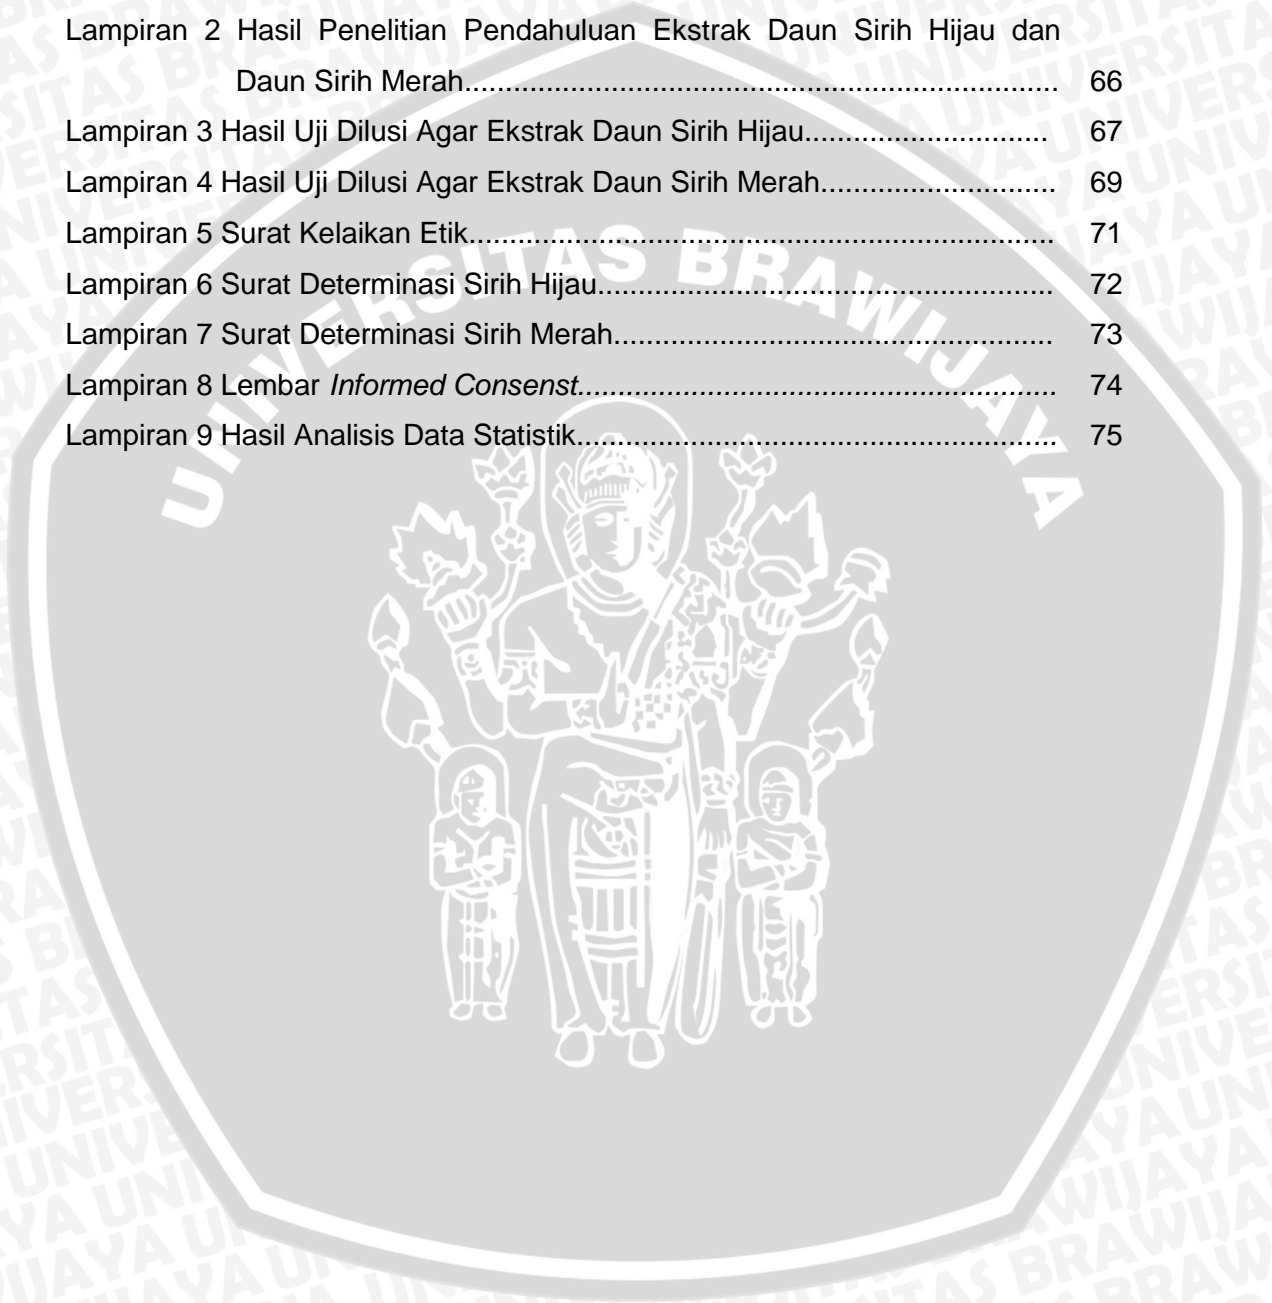 Lampiran 2 Hasil Penelitian Pendahuluan Ekstrak Daun Sirih Hijau dan
Daun Sirih Merah......................................................................... 66
Lampiran 3 Hasil Uji Dilusi Agar Ekstrak Daun Sirih Hijau.............................. 67
Lampiran 4 Hasil Uji Dilusi Agar Ekstrak Daun Sirih Merah............................. 69
Lampiran 5 Surat Kelaikan Etik........................................................................ 71
Lampiran 6 Surat Determinasi Sirih Hijau........................................................ 72
Lampiran 7 Surat Determinasi Sirih Merah...................................................... 73
Lampiran 8 Lembar Informed Consenst........................................................... 74
Lampiran 9 Hasil Analisis Data Statistik........................................................... 75
UNIVERSITAS BRAWIJAYA